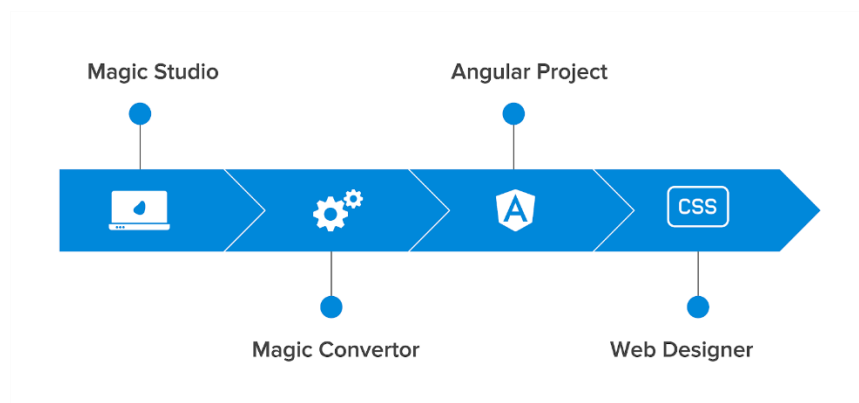 Magic Studio
Angular Project
A
CSS
Magic Convertor
Web Designer